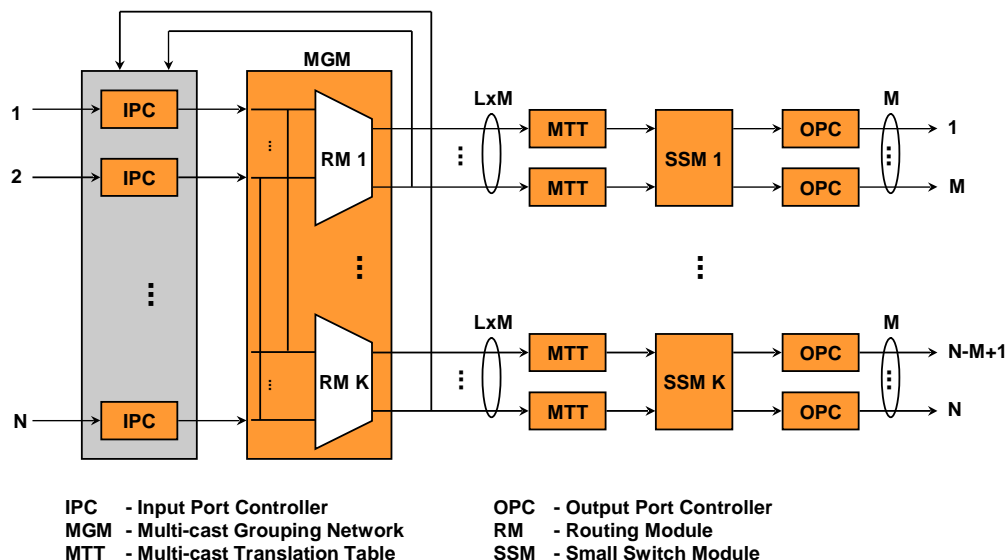 MGM
1
IPC
RM 1
LxM
MTT
SSM 1
OPC
M
1
2
IPC
MTT
OPC
M
...
...
...
...
...
...
...
LxM
M
RM K
MTT
SSM K
OPC
N-M+1
...
...
...
N
IPC
MTT
OPC
N
IPC - Input Port Controller
OPC - Output Port Controller
MGM - Multi-cast Grouping Network
RM - Routing Module
MTT - Multi-cast Translation Table
SSM - Small Switch Module